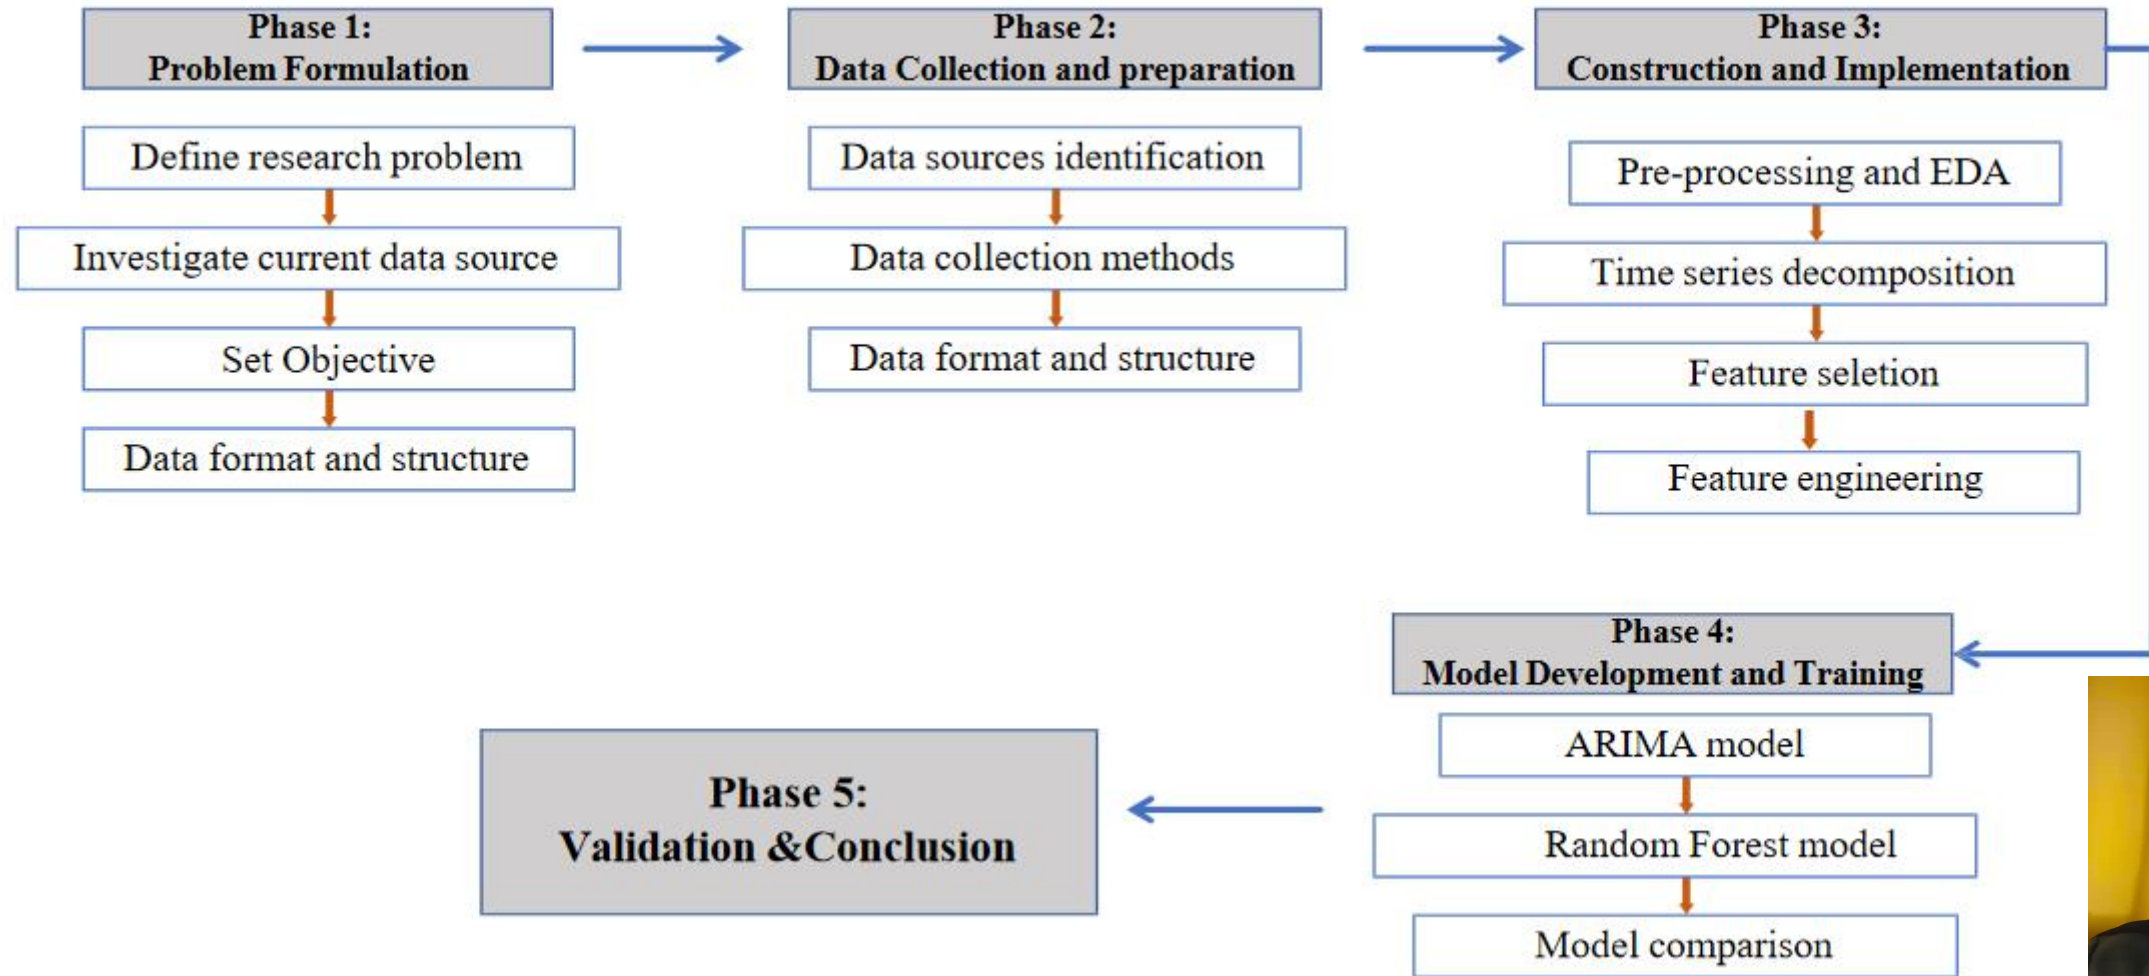 Phase 1:
Problem Formulation
Define research problem
Investigate current data source
Set Objective
Data format and structure
Phase 2:
Data Collection and preparation
Data sources identification
Data collection methods
Data format and structure
Phase 3:
Construction and Implementation
Pre-processing and EDA
Time series decomposition
Feature seletion
Feature engineering
Phase 4:
Model Development and Training
ARIMA model
Random Forest model
Model comparison
Phase 5:
Validation &Conclusion